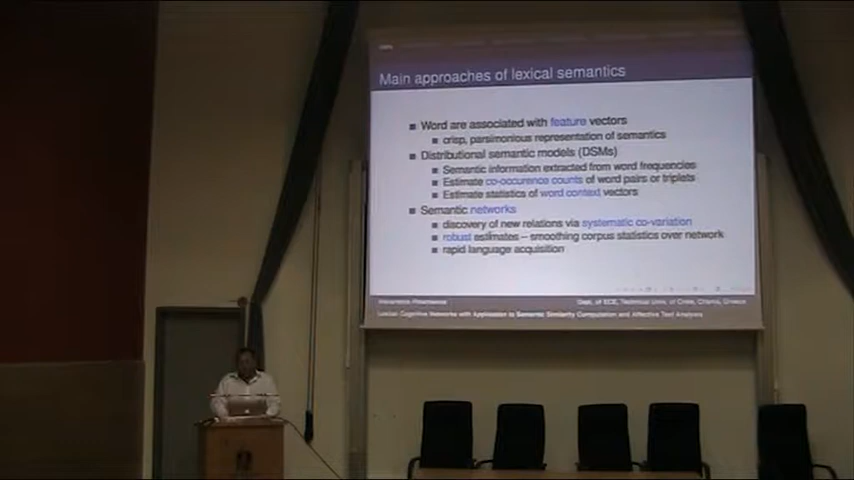 Main approaches of lexical semantics
Word are associated with feature vectors
crisp, parsimonious representation of semantics
Distributional semantic models (DSMs)
Semantic information extracted from word frequencies
Estimate co-occurence counts of word pairs or triplets
Estimate statistics of word context vectors
Semantic networks
discovery of new relations via systematic co-variation
robust estimates – smoothing corpus statistics over network
rapid language acquisition
Dept. of ECE, Technical Univ. of Crete, Chania, Greece
Lexical Cognitive Networks with Application to Semantic Similarity Computation and Affective Text Analysis